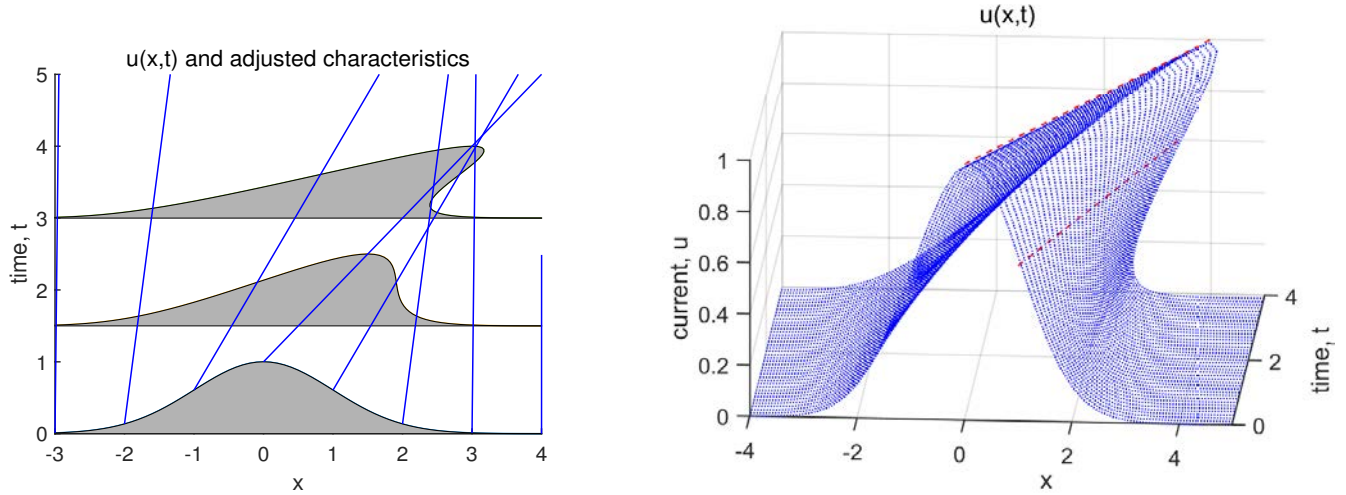 u(x,t) and adjusted characteristics
5
4
3
2
1
0
time, t
-3 -2 -1 0 1 2 3 4
x
u(x,t)
1
0.8
0.6
0.4
0.2
0
current, u
-4 -2 0 2 4
x
4
2
0
time, t